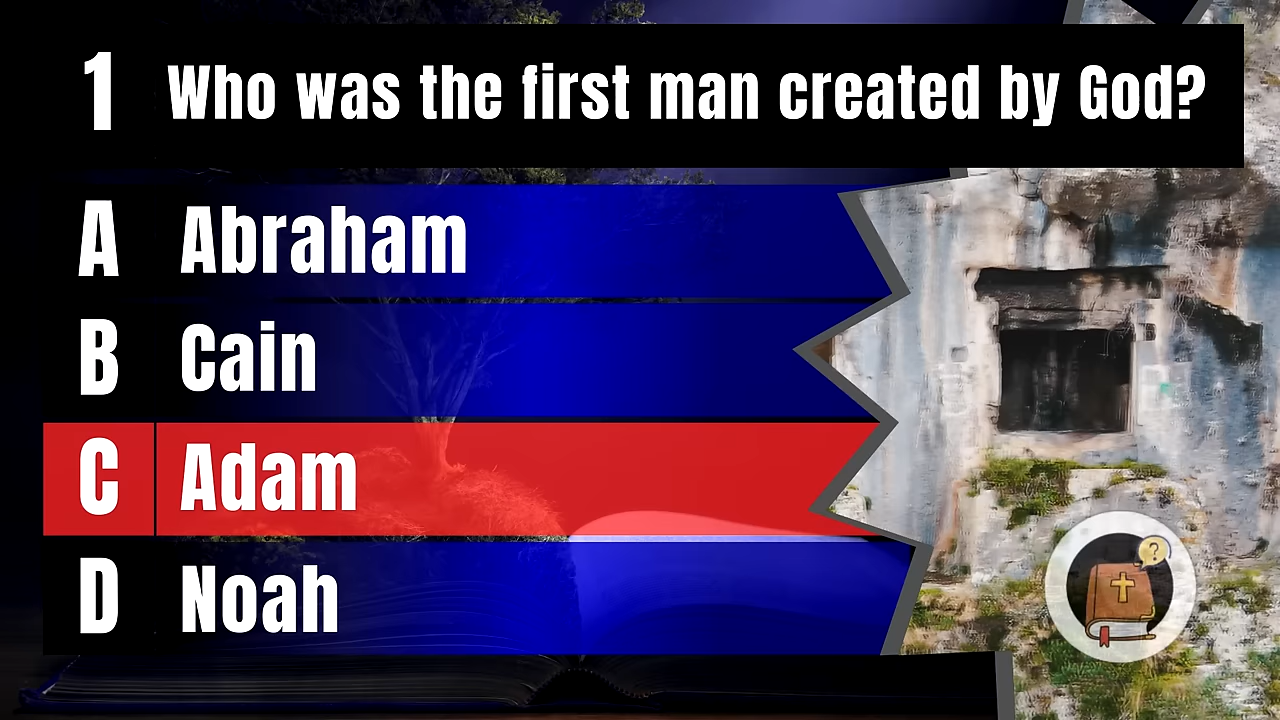 1 Who was the first man created by God?
A Abraham
B Cain
C Adam
D Noah
?